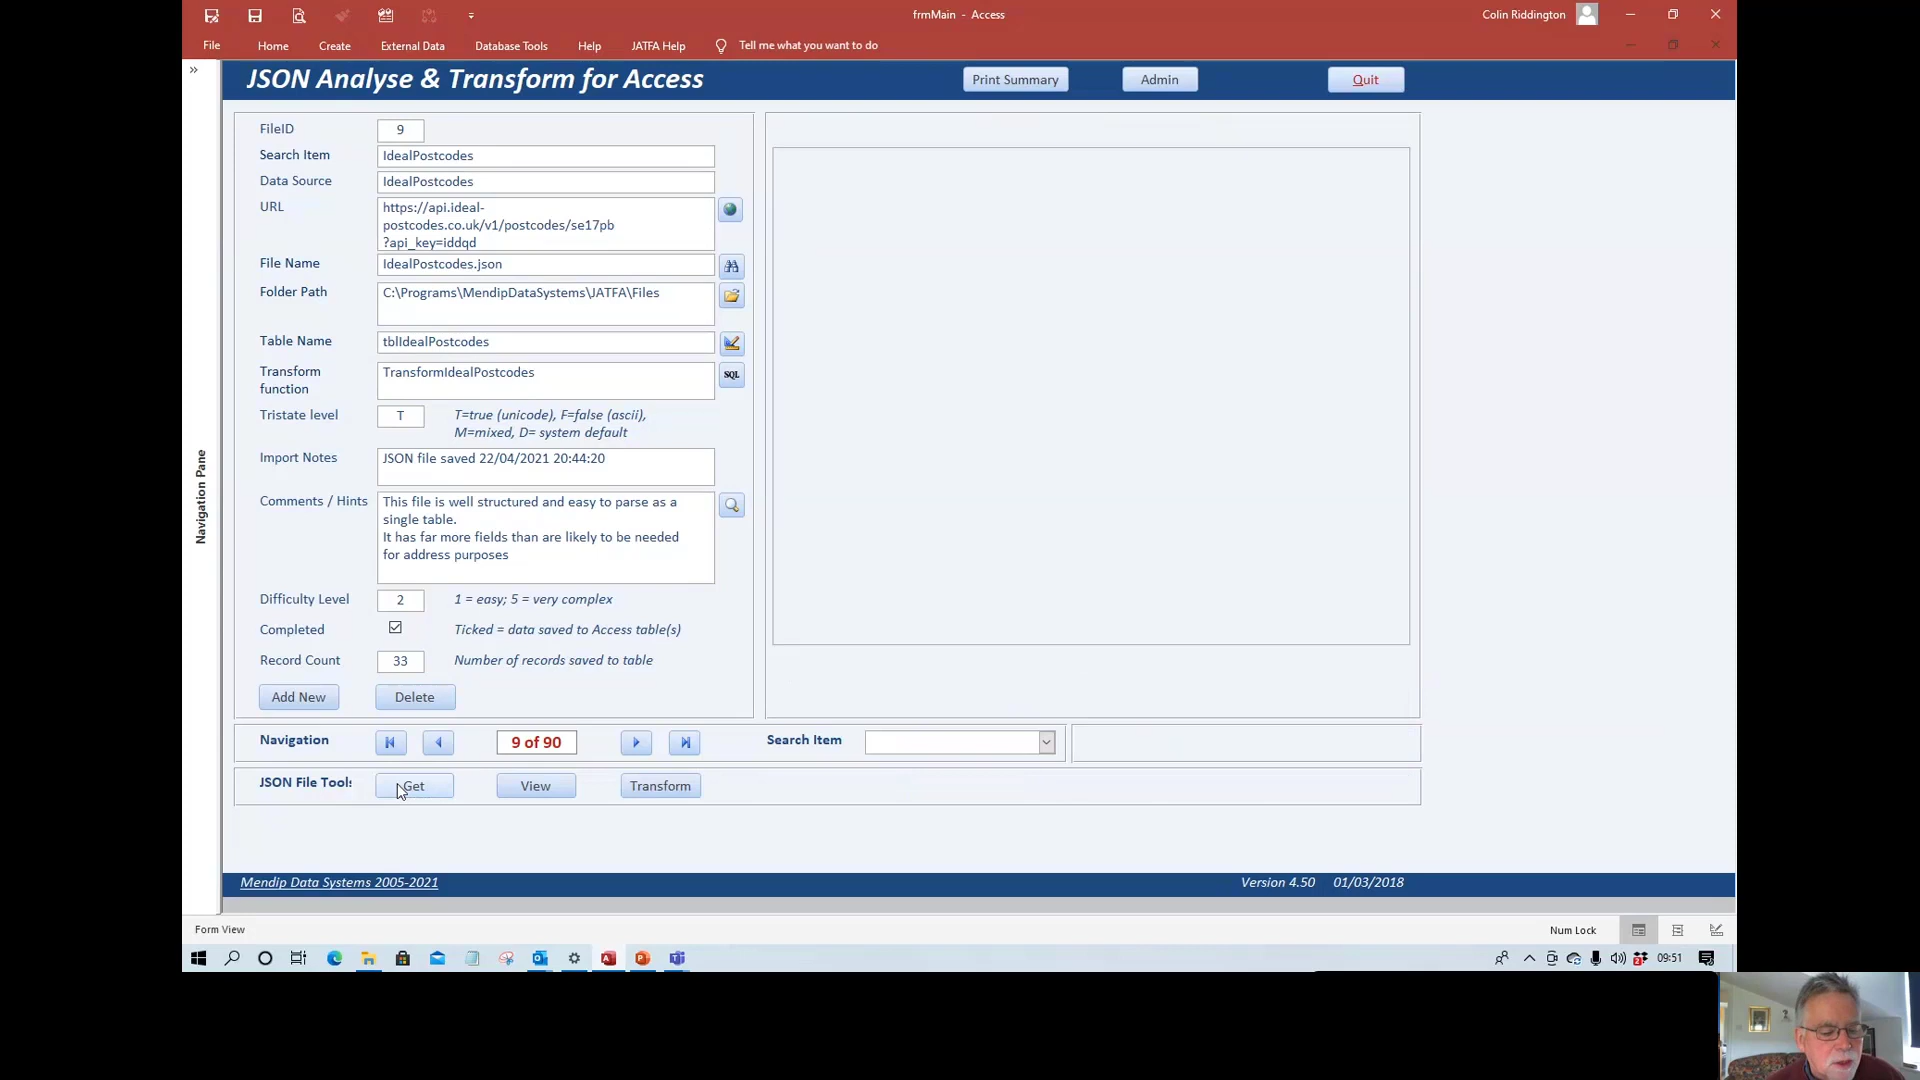 frmMain - Access
Colin Riddington
File Home Create External Data Database Tools Help JATFA Help Tell me what you want to do
JSON Analyse & Transform for Access
Print Summary
Admin
Quit
Navigation Pane
FileID 9
Search Item IdealPostcodes
Data Source IdealPostcodes
URL https://api.ideal-
postcodes.co.uk/v1/postcodes/se17pb
?api_key=iddqd
File Name IdealPostcodes.json
Folder Path C:\Programs\MendipDataSystems\JATFA\Files
Table Name tblIdealPostcodes
Transform TransformIdealPostcodes
function
SQL
Tristate level T T=true (unicode), F=false (ascii),
M=mixed, D= system default
Import Notes JSON file saved 22/04/2021 20:44:20
Comments / Hints This file is well structured and easy to parse as a
single table.
It has far more fields than are likely to be needed
for address purposes
Difficulty Level 2 1 = easy; 5 = very complex
Completed Ticked = data saved to Access table(s)
Record Count 33 Number of records saved to table
Add New Delete
Navigation 9 of 90 Search Item
JSON File Tools Get View Transform
Mendip Data Systems 2005-2021
Version 4.50 01/03/2018
Form View
Num Lock
09:51